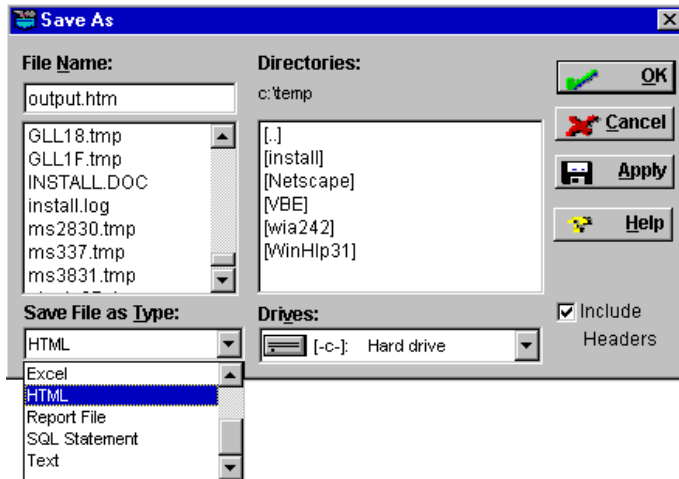 Save As
File Name:
output.htm
GLL18.tmp
GLL1F.tmp
INSTALL.DOC
install.log
ms2830.tmp
ms337.tmp
ms3831.tmp
Save File as Type:
HTML
Excel
HTML
Report File
SQL Statement
Text
Directories:
c:\temp
[..]
[install]
[Netscape]
[VBE]
[wia242]
[WinHlp31]
Drives:
[-c-]: Hard drive
OK
Cancel
Apply
Help
Include
Headers